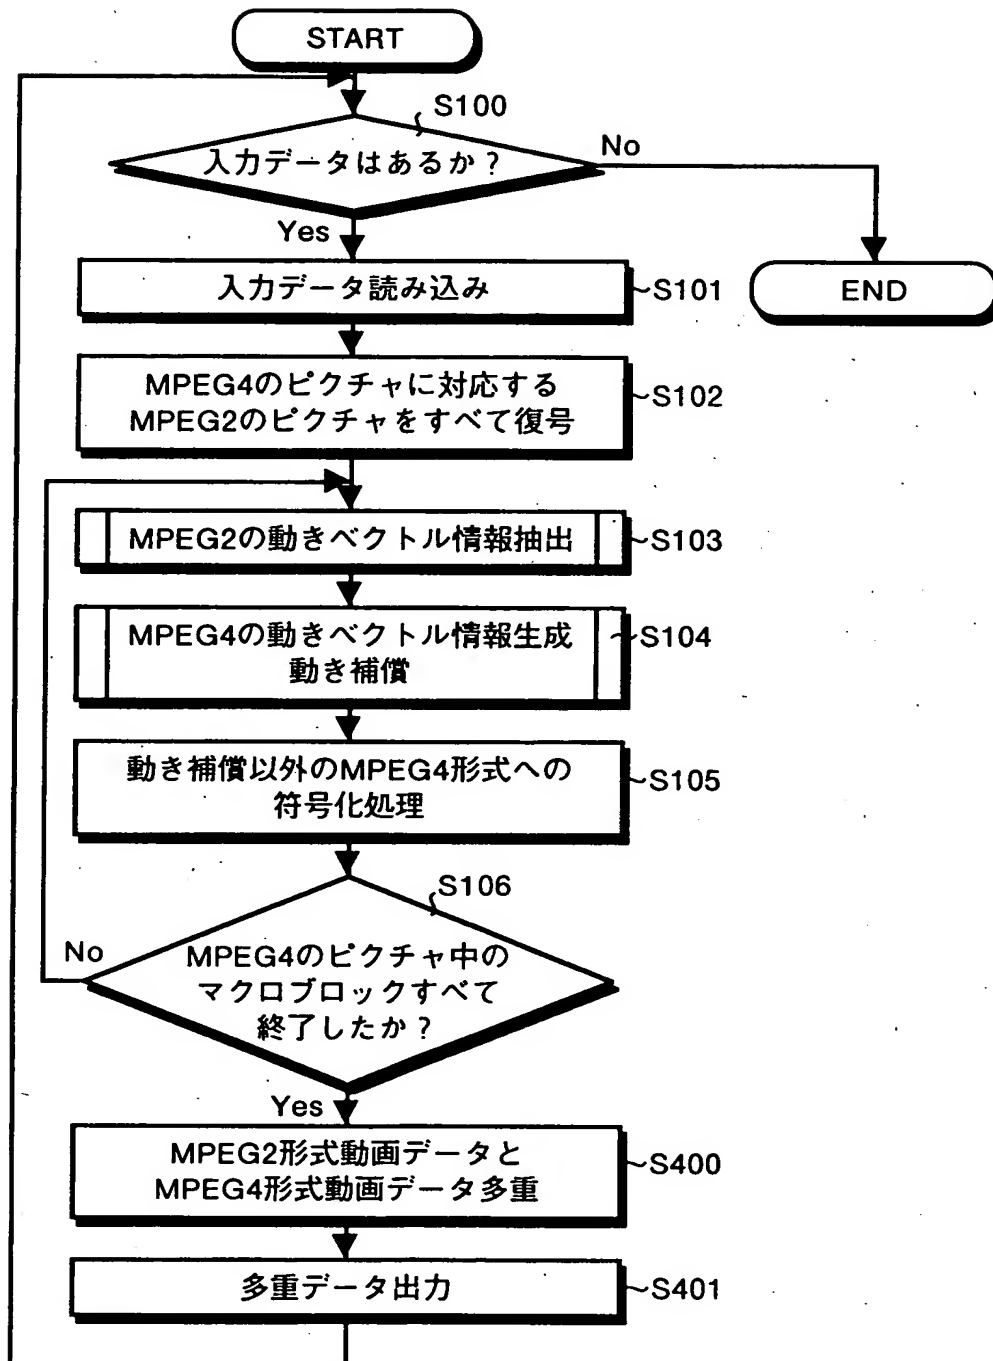 START
S100
入力データはあるか？
No
Yes
入力データ読み込み
S101
END
MPEG4のピクチャに対応する
MPEG2のピクチャをすべて復号
S102
MPEG2の動きベクトル情報抽出
S103
MPEG4の動きベクトル情報生成
動き補償
S104
動き補償以外のMPEG4形式への
符号化処理
S105
S106
No
MPEG4のピクチャ中の
マクロブロックすべて
終了したか？
Yes
MPEG2形式動画データと
MPEG4形式動画データ多重
S400
多重データ出力
S401